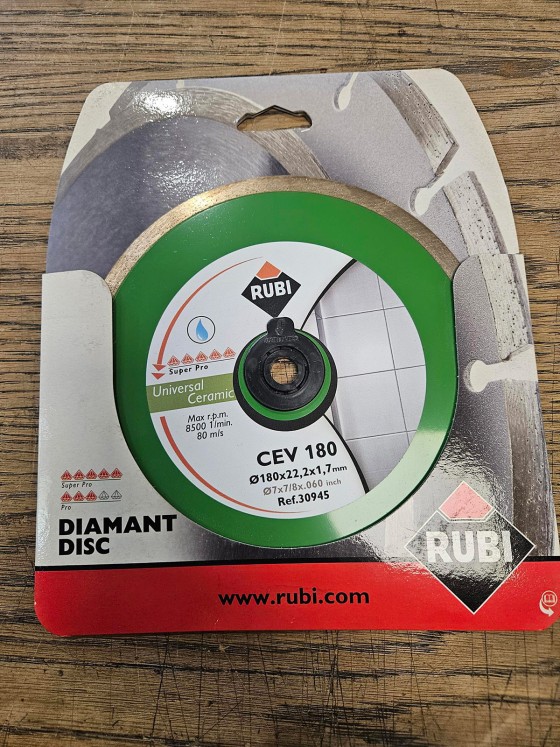 RUBI
Super Pro
Universal
Ceramic
Max r.p.m.
8500 1/min.
80 m/s
CEV 180
Ø180x22,2x1,7mm
Ø7x7/8x.060 inch
Ref.30945
Super Pro
Pro
DIAMANT
DISC
RUBI
www.rubi.com